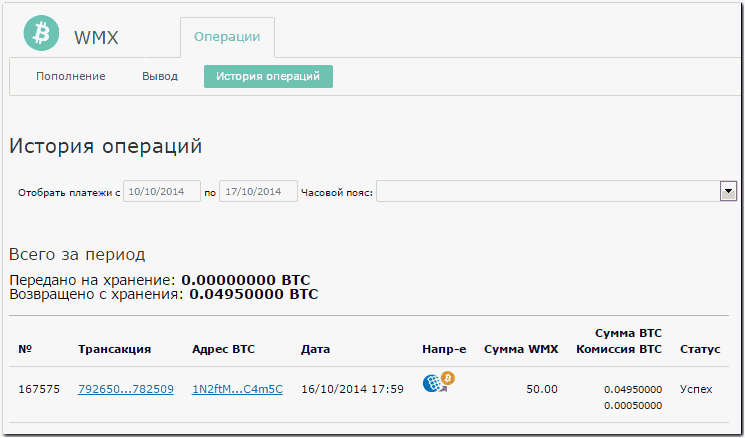 WMX Операции
Пополнение Вывод История операций
История операций
Отобрать платежи с 10/10/2014 по 17/10/2014 Часовой пояс:
Всего за период
Передано на хранение: 0.00000000 BTC
Возвращено с хранения: 0.04950000 BTC
Сумма BTC
№ Трансакция Адрес BTC Дата Напр-е Сумма WMX Комиссия BTC Статус
167575 792650...782509 1N2ftM...C4m5C 16/10/2014 17:59 50.00 0.04950000 Успех
0.00050000